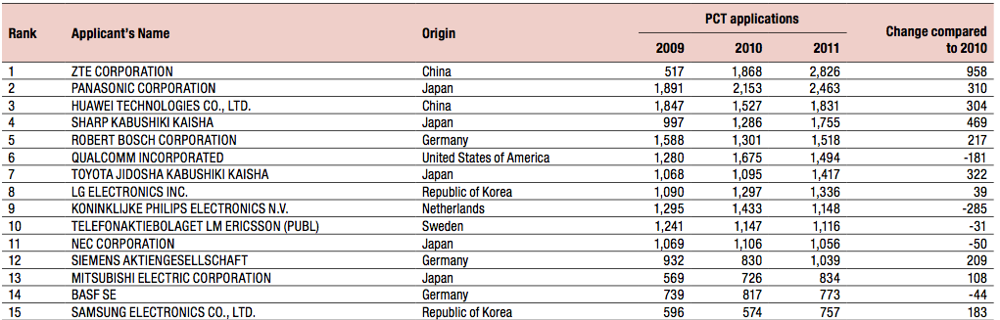 PCT applications
Rank Applicant's Name Origin Change compared
2009 2010 2011 to 2010
1 ZTE CORPORATION China 517 1,868 2,826 958
2 PANASONIC CORPORATION Japan 1,891 2,153 2,463 310
3 HUAWEI TECHNOLOGIES CO., LTD. China 1,847 1,527 1,831 304
4 SHARP KABUSHIKI KAISHA Japan 997 1,286 1,755 469
5 ROBERT BOSCH CORPORATION Germany 1,588 1,301 1,518 217
6 QUALCOMM INCORPORATED United States of America 1,280 1,675 1,494 -181
7 TOYOTA JIDOSHA KABUSHIKI KAISHA Japan 1,068 1,095 1,417 322
8 LG ELECTRONICS INC. Republic of Korea 1,090 1,297 1,336 39
9 KONINKLIJKE PHILIPS ELECTRONICS N.V. Netherlands 1,295 1,433 1,148 -285
10 TELEFONAKTIEBOLAGET LM ERICSSON (PUBL) Sweden 1,241 1,147 1,116 -31
11 NEC CORPORATION Japan 1,069 1,106 1,056 -50
12 SIEMENS AKTIENGESELLSCHAFT Germany 932 830 1,039 209
13 MITSUBISHI ELECTRIC CORPORATION Japan 569 726 834 108
14 BASF SE Germany 739 817 773 -44
15 SAMSUNG ELECTRONICS CO., LTD. Republic of Korea 596 574 757 183